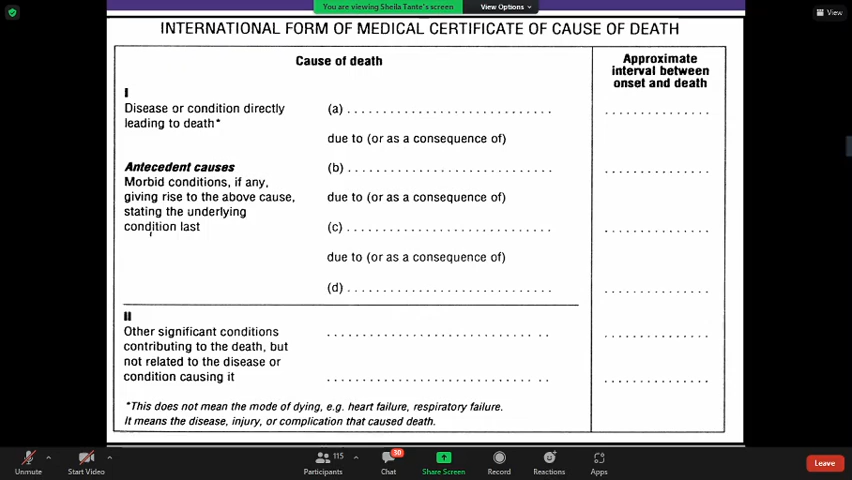 You are viewing Sheila Tante's screen
View Options
View
INTERNATIONAL FORM OF MEDICAL CERTIFICATE OF CAUSE OF DEATH
Cause of death
Approximate
interval between
onset and death
I
Disease or condition directly
leading to death*
(a) . . . . . . . . . . . . . . . . . . . . . . . . . . . .
due to (or as a consequence of)
Antecedent causes
Morbid conditions, if any,
giving rise to the above cause,
stating the underlying
condition last
(b) . . . . . . . . . . . . . . . . . . . . . . . . . . . .
due to (or as a consequence of)
(c) . . . . . . . . . . . . . . . . . . . . . . . . . . . .
due to (or as a consequence of)
(d) . . . . . . . . . . . . . . . . . . . . . . . . . . . .
II
Other significant conditions
contributing to the death, but
not related to the disease or
condition causing it
*This does not mean the mode of dying, e.g. heart failure, respiratory failure.
It means the disease, injury, or complication that caused death.
Unmute
Start Video
115
Participants
30
Chat
Share Screen
Record
Reactions
Apps
Leave